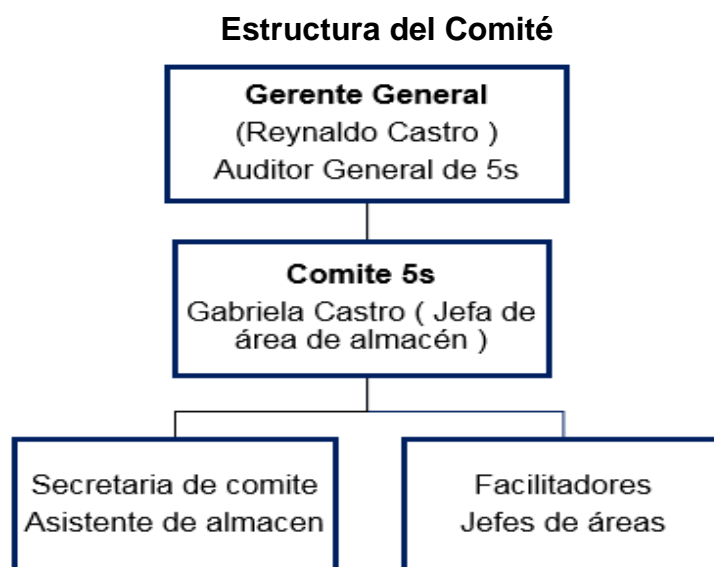 Estructura del Comité
Gerente General
(Reynaldo Castro )
Auditor General de 5s
Comite 5s
Gabriela Castro ( Jefa de
área de almacén )
Secretaria de comite
Asistente de almacen
Facilitadores
Jefes de áreas